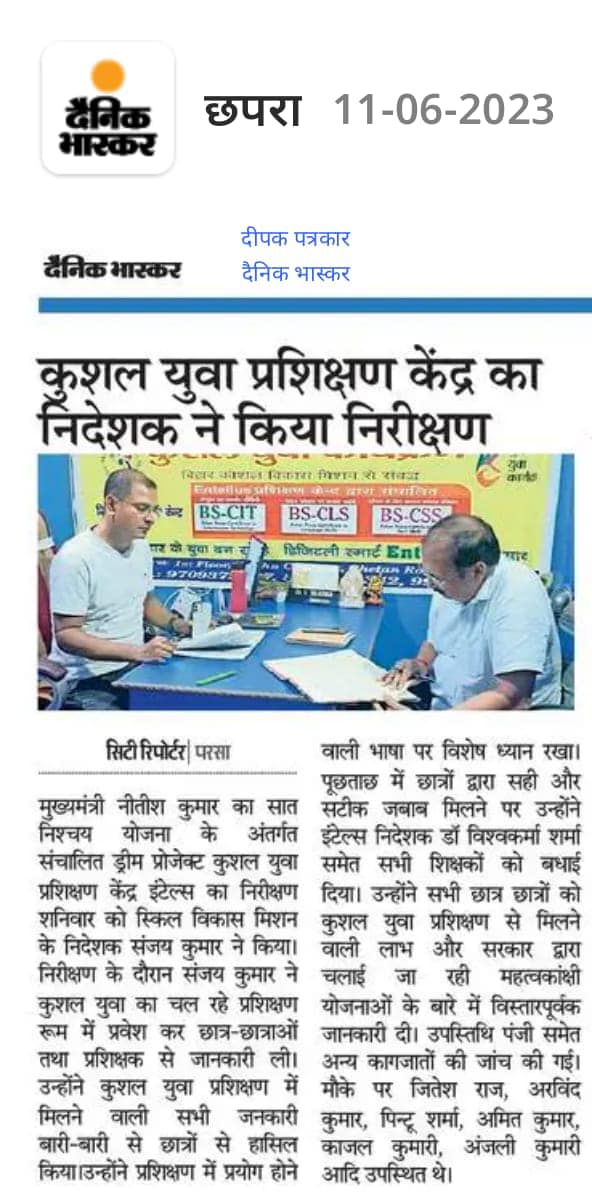 दैनिक
भास्कर
छपरा 11-06-2023
दीपक पत्रकार
दैनिक भास्कर
दैनिक भास्कर
कुशल युवा प्रशिक्षण केंद्र का
निदेशक ने किया निरीक्षण
बिहार कौशल विकास मिशन से संबद्ध
युवा
Entellus प्रशिक्षण केन्द्र द्वारा संचालित
केंद्र
BS-CIT
BS-CLS
BS-CSS
डिजिटली स्मार्ट
सिटी रिपोर्टर| परसा
मुख्यमंत्री नीतीश कुमार का सात
निश्चय योजना के अंतर्गत
संचालित ड्रीम प्रोजेक्ट कुशल युवा
प्रशिक्षण केंद्र इंटेल्स का निरीक्षण
शनिवार को स्किल विकास मिशन
के निदेशक संजय कुमार ने किया।
निरीक्षण के दौरान संजय कुमार ने
कुशल युवा का चल रहे प्रशिक्षण
रूम में प्रवेश कर छात्र-छात्राओं
तथा प्रशिक्षक से जानकारी ली।
उन्होंने कुशल युवा प्रशिक्षण में
मिलने वाली सभी जनकारी
बारी-बारी से छात्रों से हासिल
किया।उन्होंने प्रशिक्षण में प्रयोग होने
वाली भाषा पर विशेष ध्यान रखा।
पूछताछ में छात्रों द्वारा सही और
सटीक जबाब मिलने पर उन्होंने
इंटेल्स निदेशक डॉ विश्वकर्मा शर्मा
समेत सभी शिक्षकों को बधाई
दिया। उन्होंने सभी छात्र छात्रों को
कुशल युवा प्रशिक्षण से मिलने
वाली लाभ और सरकार द्वारा
चलाई जा रही महत्वकांक्षी
योजनाओं के बारे में विस्तारपूर्वक
जानकारी दी। उपस्तिथि पंजी समेत
अन्य कागजातों की जांच की गई।
मौके पर जितेश राज, अरविंद
कुमार, पिन्टू शर्मा, अमित कुमार,
काजल कुमारी, अंजली कुमारी
आदि उपस्थित थे।